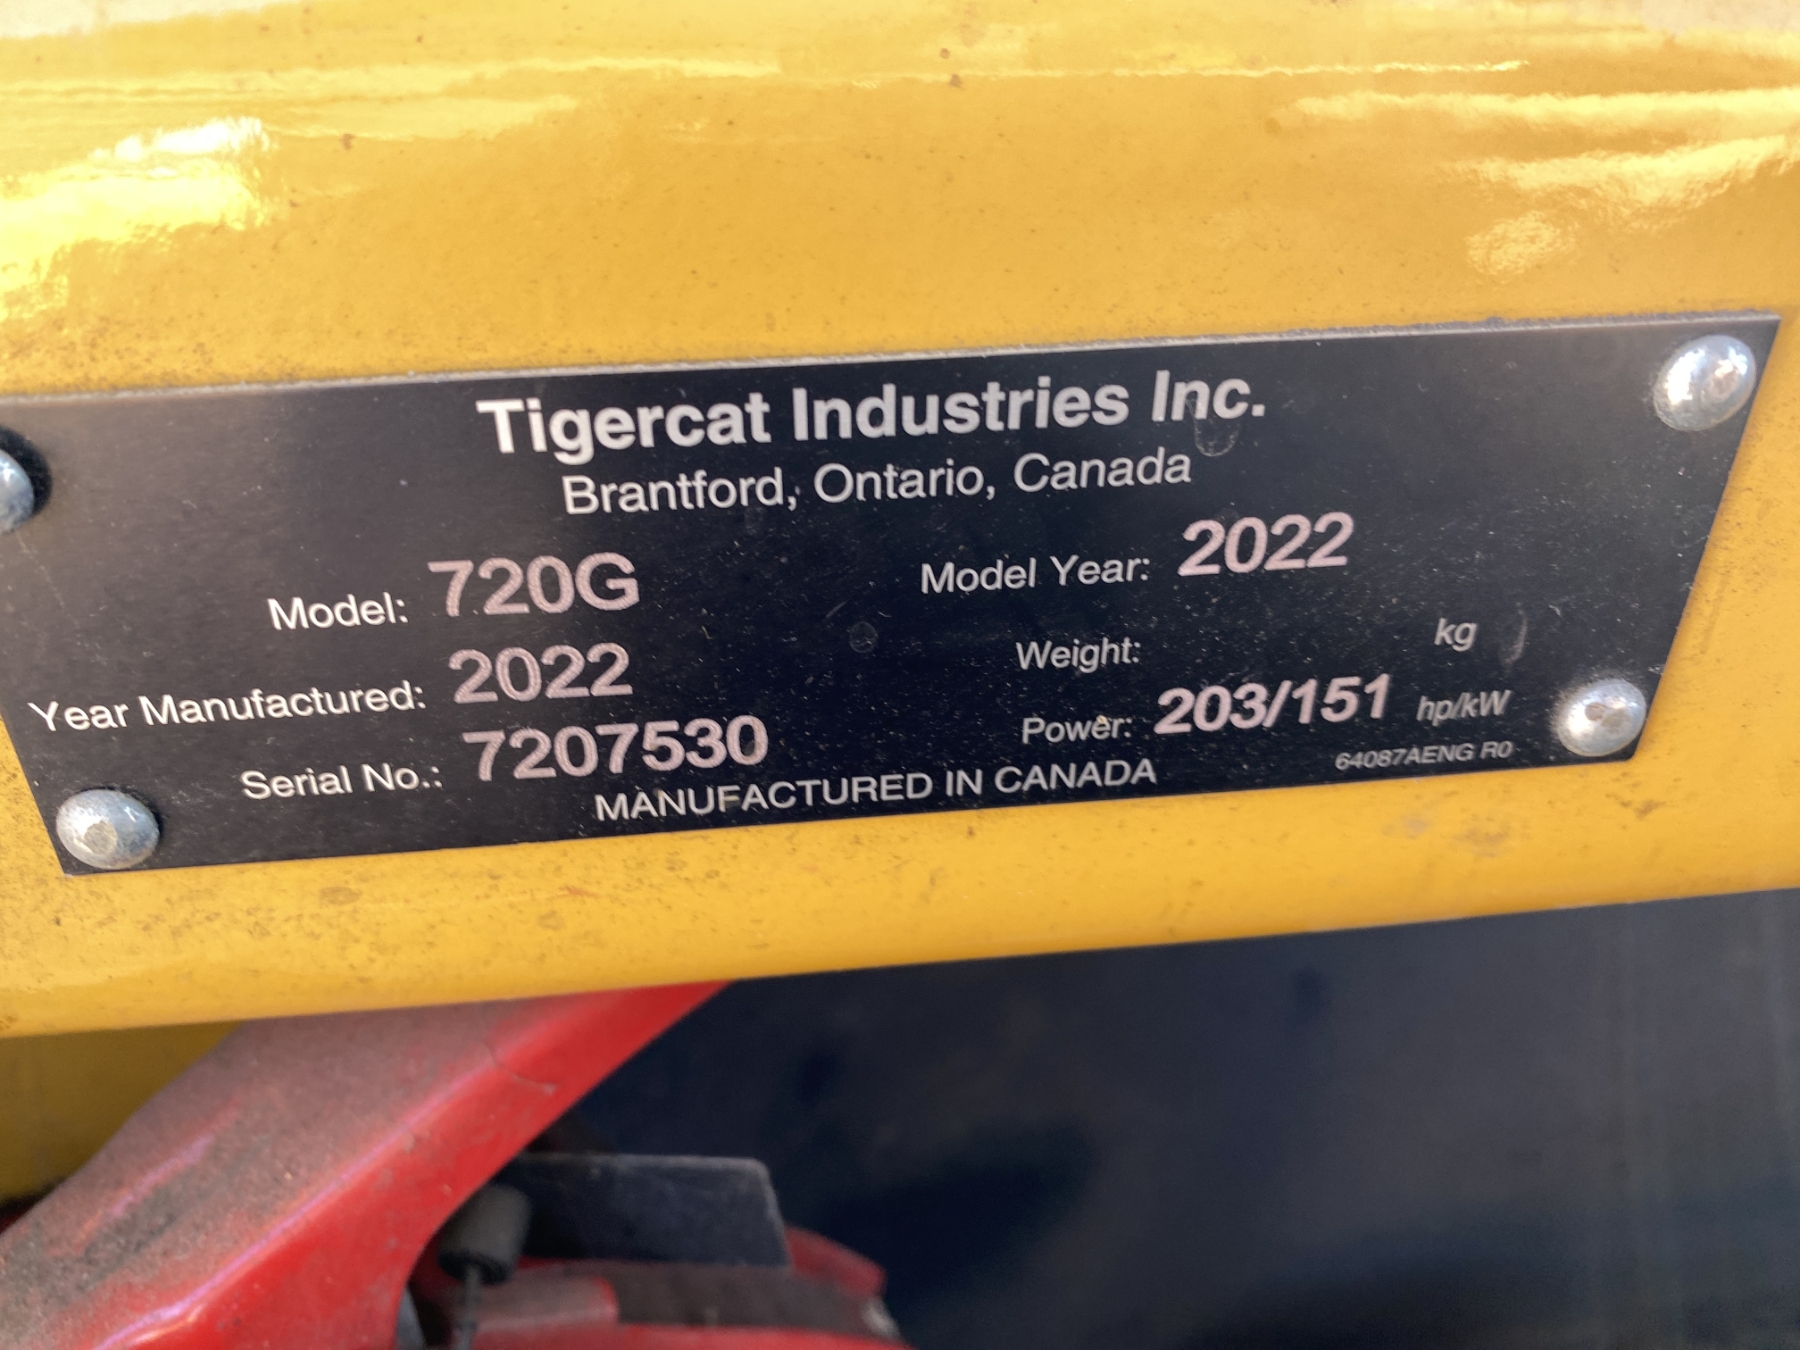 Tigercat Industries Inc.
Brantford, Ontario, Canada
Model: 720G Model Year: 2022
Year Manufactured: 2022 Weight: kg
Serial No.: 7207530 Power: 203/151 hp/kW
MANUFACTURED IN CANADA 64087AENG R0